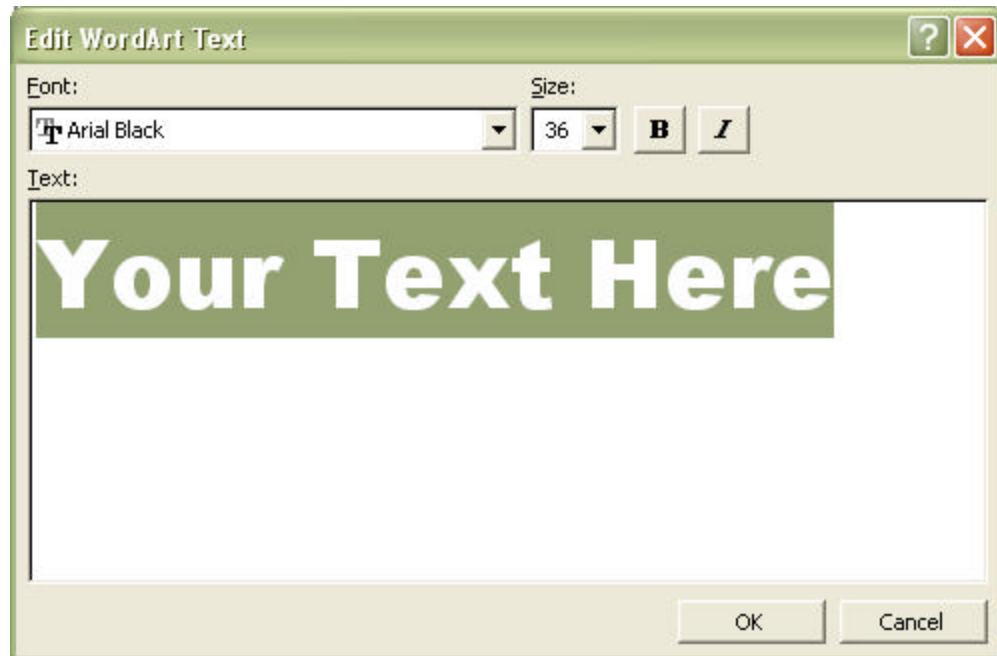 Edit WordArt Text
Font: Size:
Arial Black 36 B I
Text:
Your Text Here
OK Cancel